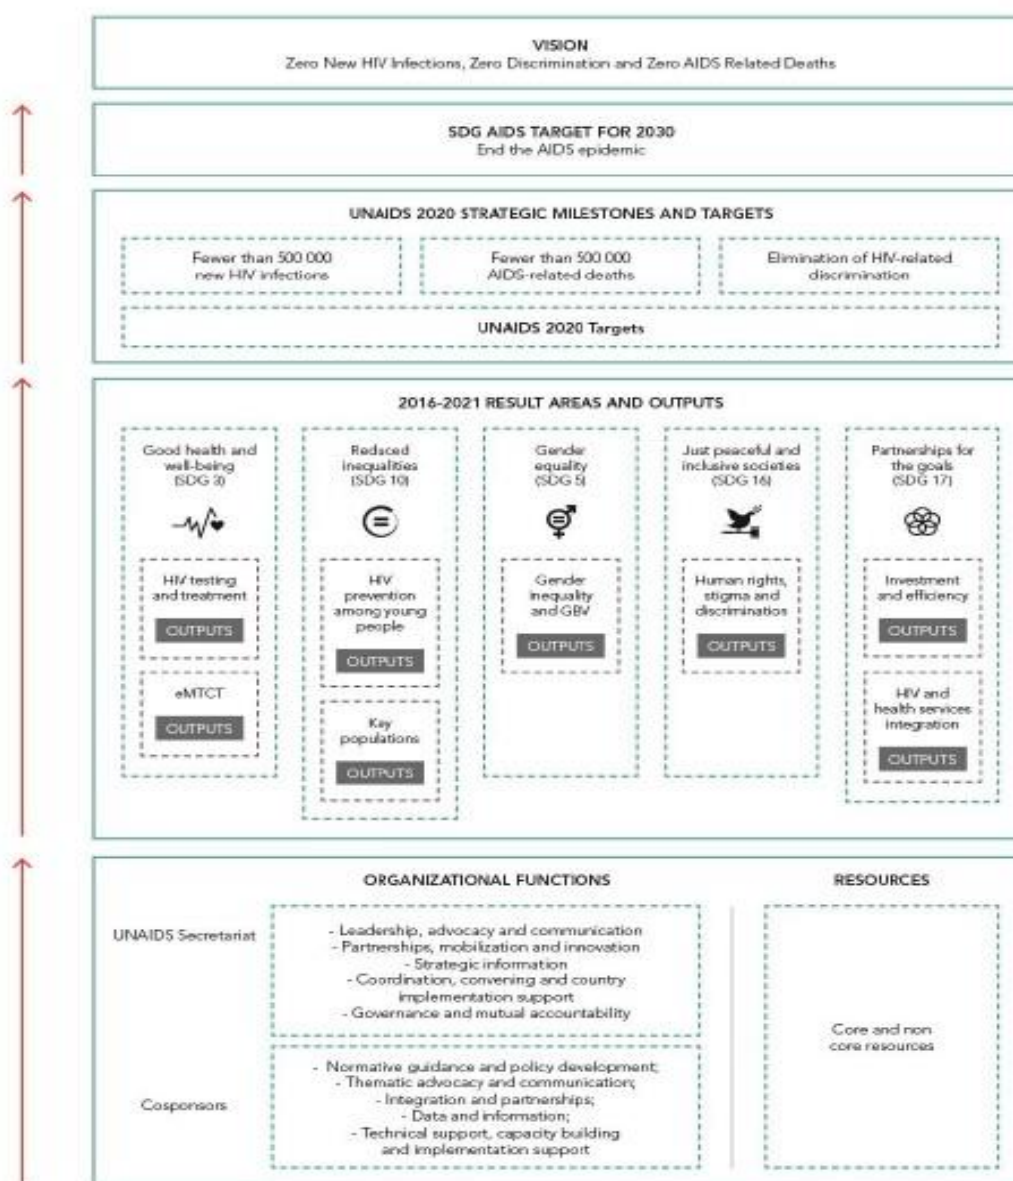 VISION
Zero New HIV Infections, Zero Discrimination and Zero AIDS Related Deaths
SDG AIDS TARGET FOR 2030
End the AIDS epidemic
UNAIDS 2020 STRATEGIC MILESTONES AND TARGETS
Fewer than 500 000
new HIV infections
Fewer than 500 000
AIDS-related deaths
Elimination of HIV-related
discrimination
UNAIDS 2020 Targets
2016-2021 RESULT AREAS AND OUTPUTS
Good health and
well-being
(SDG 3)
HIV testing
and treatment
OUTPUTS
eMTCT
OUTPUTS
Reduced
inequalities
(SDG 10)
HIV
prevention
among young
people
OUTPUTS
Key
populations
OUTPUTS
Gender
equality
(SDG 5)
Gender
inequality
and GBV
OUTPUTS
Just peaceful and
inclusive societies
(SDG 16)
Human rights,
stigma and
discrimination
OUTPUTS
Partnerships for
the goals
(SDG 17)
Investment
and efficiency
OUTPUTS
HIV and
health services
integration
OUTPUTS
ORGANIZATIONAL FUNCTIONS
UNAIDS Secretariat
- Leadership, advocacy and communication
- Partnerships, mobilization and innovation
- Strategic information
- Coordination, convening and country
implementation support
- Governance and mutual accountability
Cosponsors
- Normative guidance and policy development;
- Thematic advocacy and communication;
- Integration and partnerships;
- Data and information;
- Technical support, capacity building
and implementation support
RESOURCES
Core and non
core resources